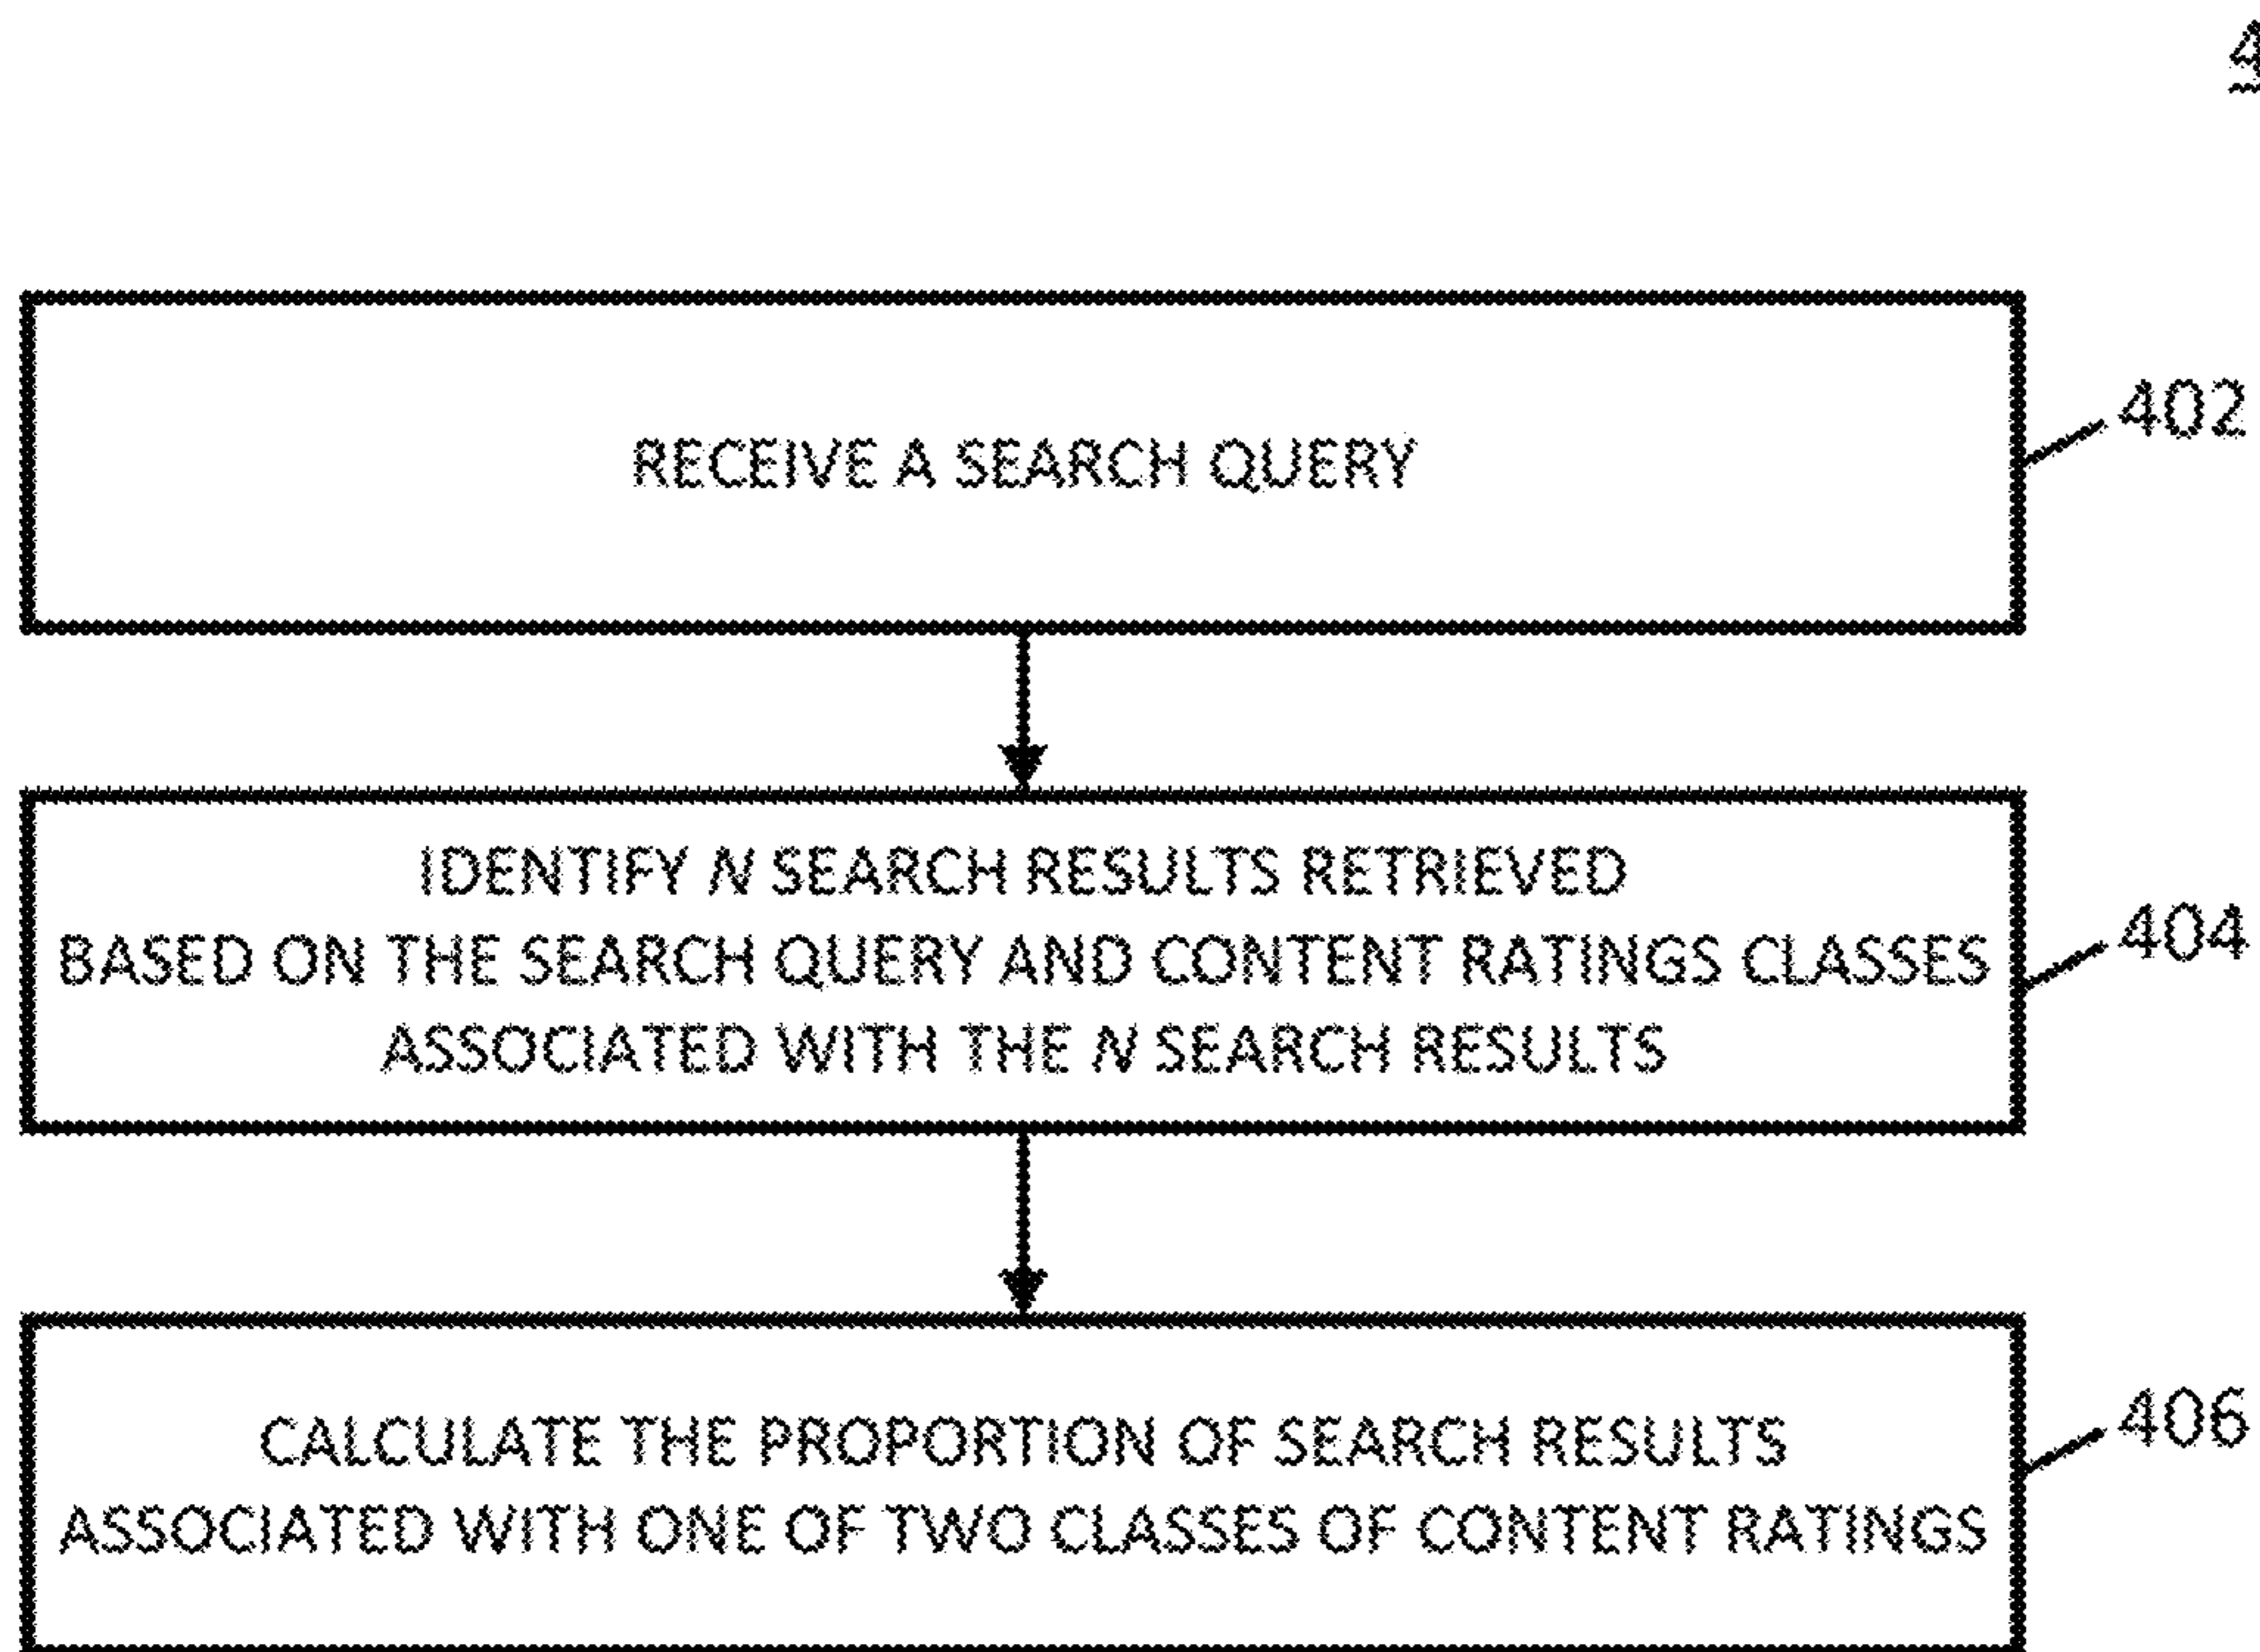 4
RECEIVE A SEARCH QUERY
402
IDENTIFY N SEARCH RESULTS RETRIEVED
BASED ON THE SEARCH QUERY AND CONTENT RATINGS CLASSES
ASSOCIATED WITH THE N SEARCH RESULTS
404
CALCULATE THE PROPORTION OF SEARCH RESULTS
ASSOCIATED WITH ONE OF TWO CLASSES OF CONTENT RATINGS
406